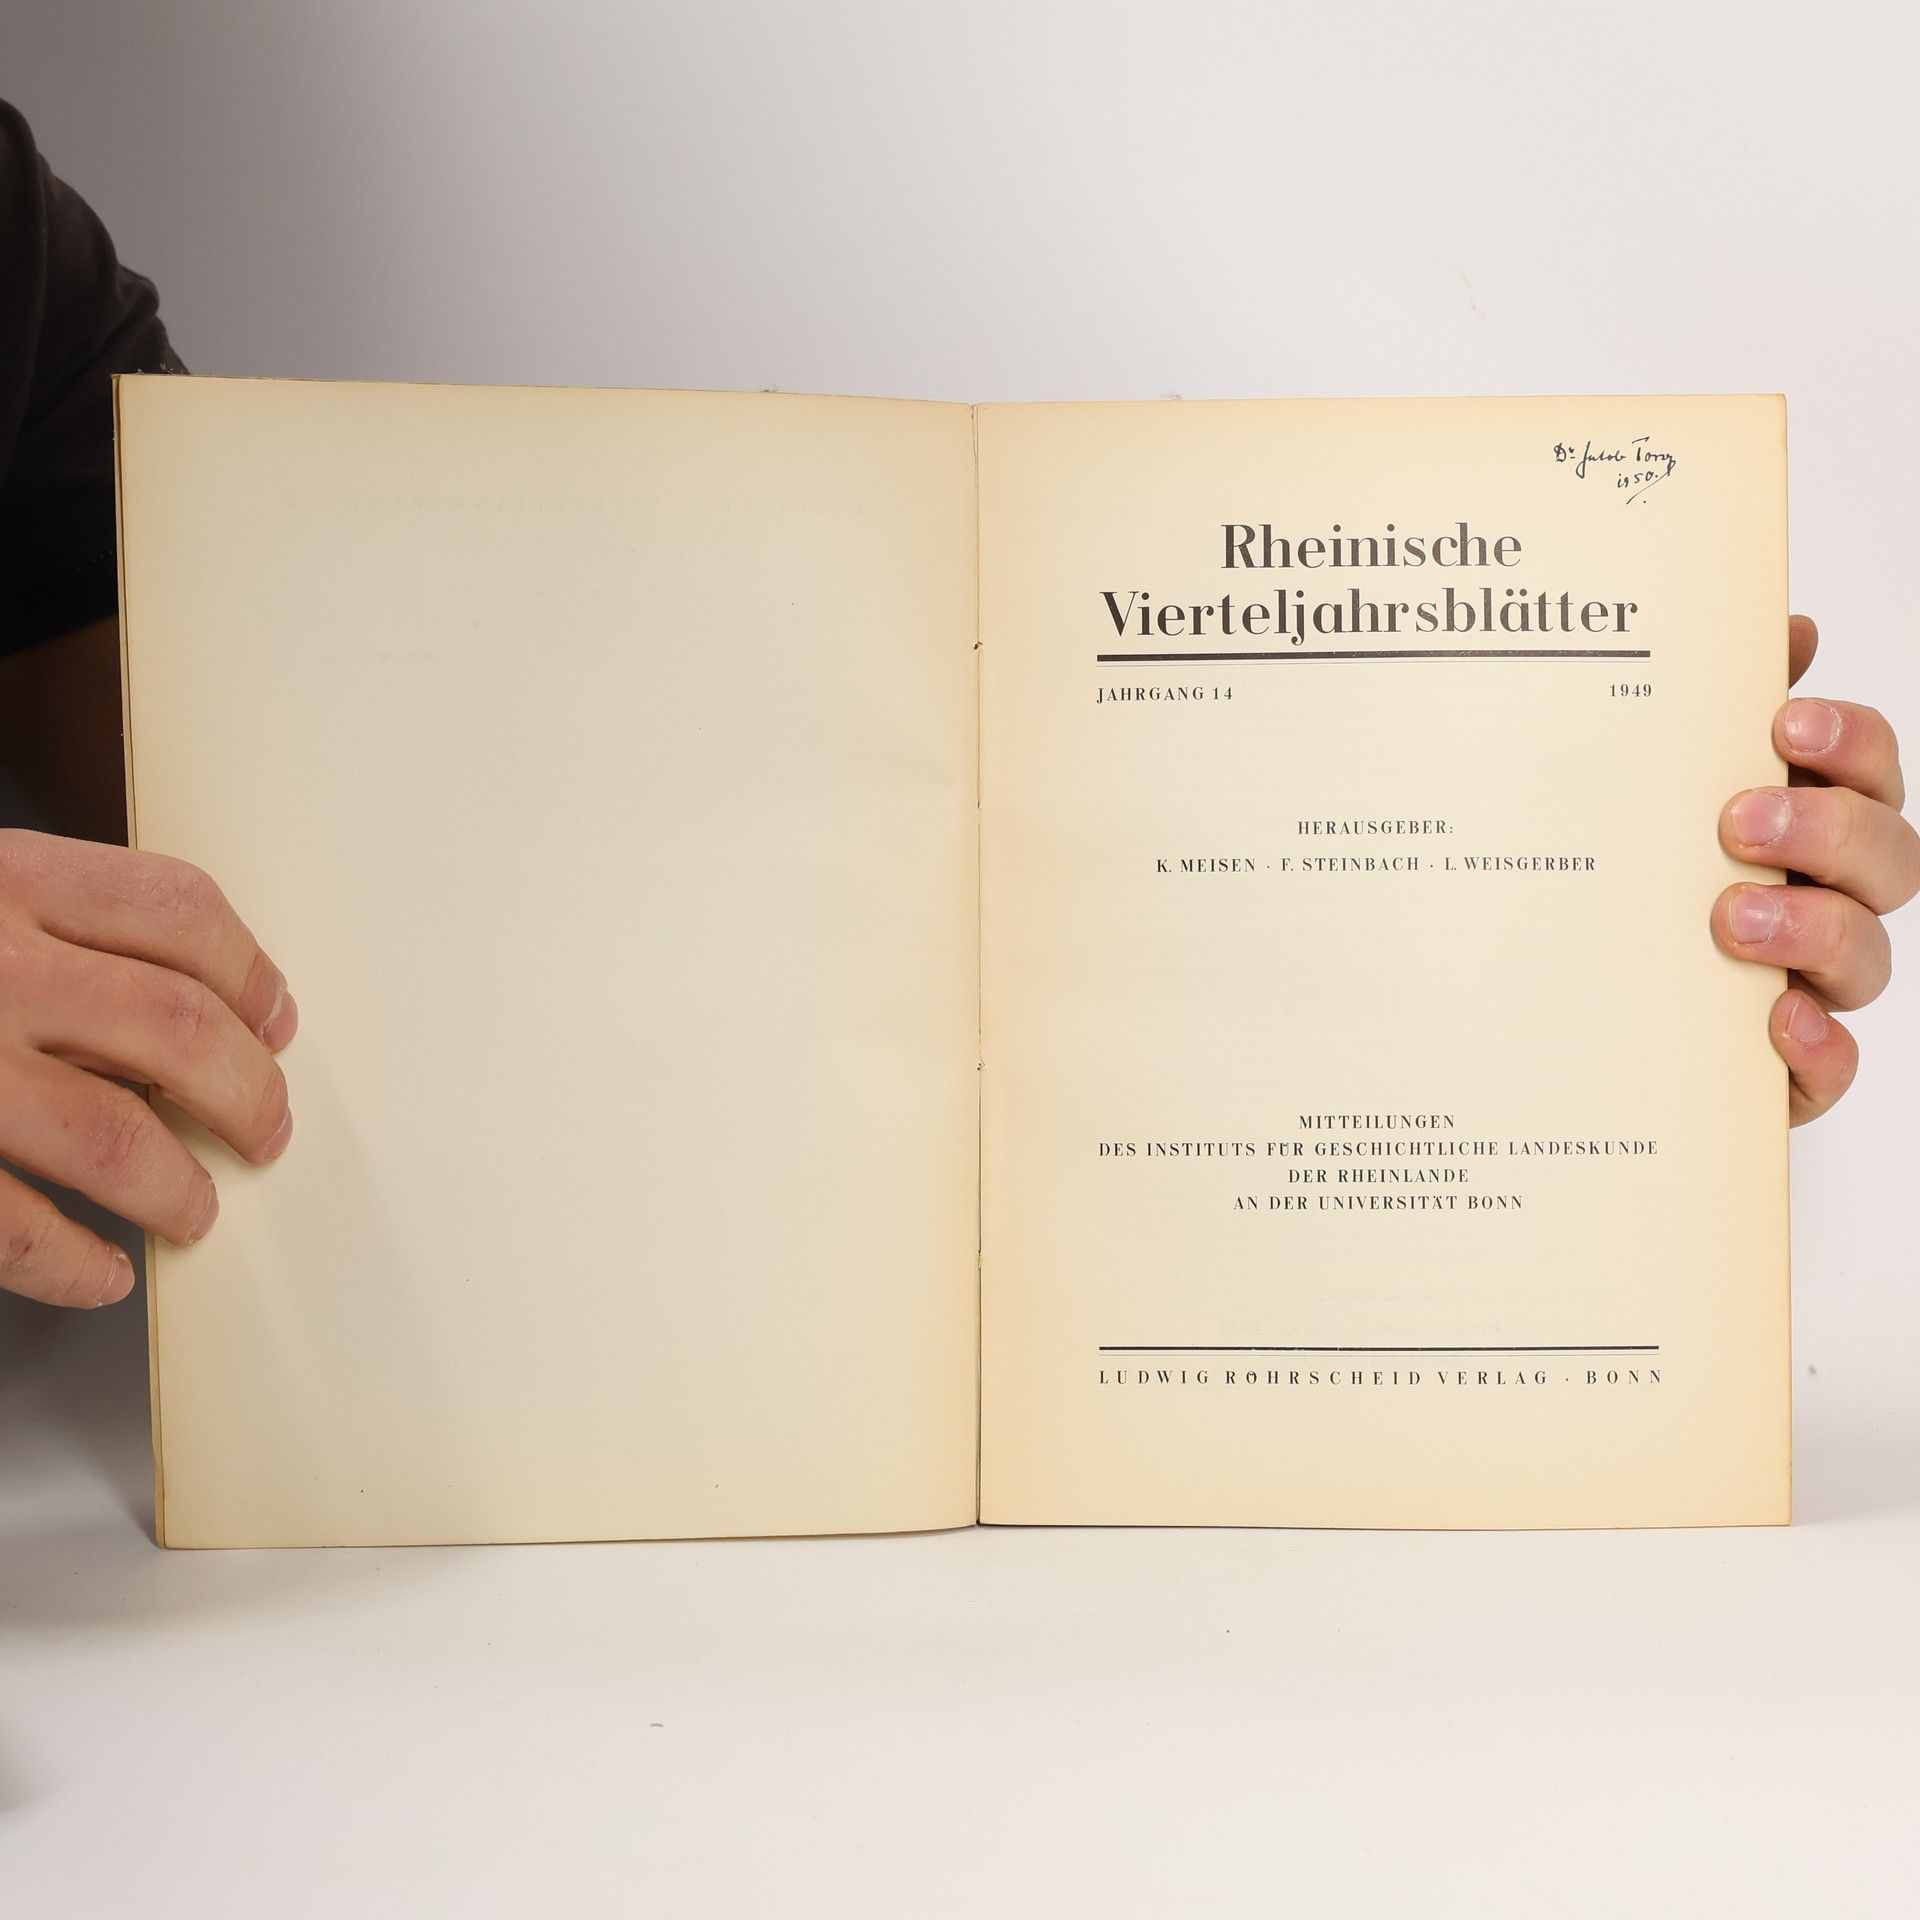 Dr. Jakob Torsy
1950.
Rheinische
Vierteljahrsblätter
JAHRGANG 14 1949
HERAUSGEBER:
K. MEISEN · F. STEINBACH · L. WEISGERBER
MITTEILUNGEN
DES INSTITUTS FÜR GESCHICHTLICHE LANDESKUNDE
DER RHEINLANDE
AN DER UNIVERSITÄT BONN
LUDWIG RÖHRSCHEID VERLAG · BONN